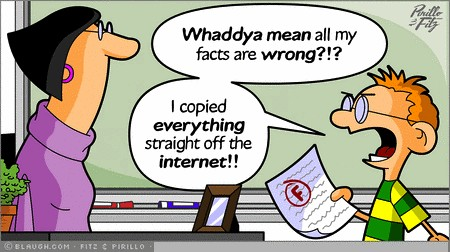 Pirillo
& Fitz
Whaddya mean all my
facts are wrong?!?
I copied
everything
straight off the
internet!!
F
© BLAUGH.COM · FITZ & PIRILLO